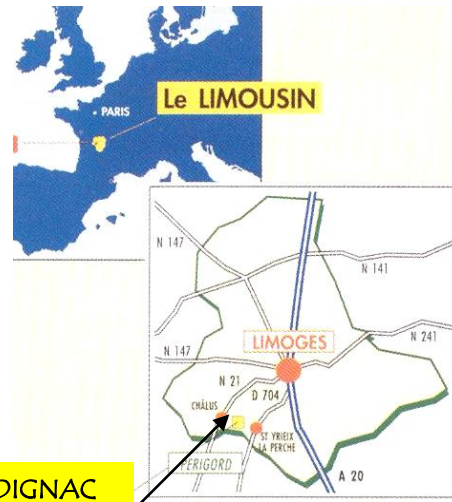 PARIS
Le LIMOUSIN
N 147
N 141
LIMOGES
N 241
N 147
N 21
D 704
CHÂLUS
ST YRIEIX
LA PERCHE
PERIGORD
DIGNAC
A 20